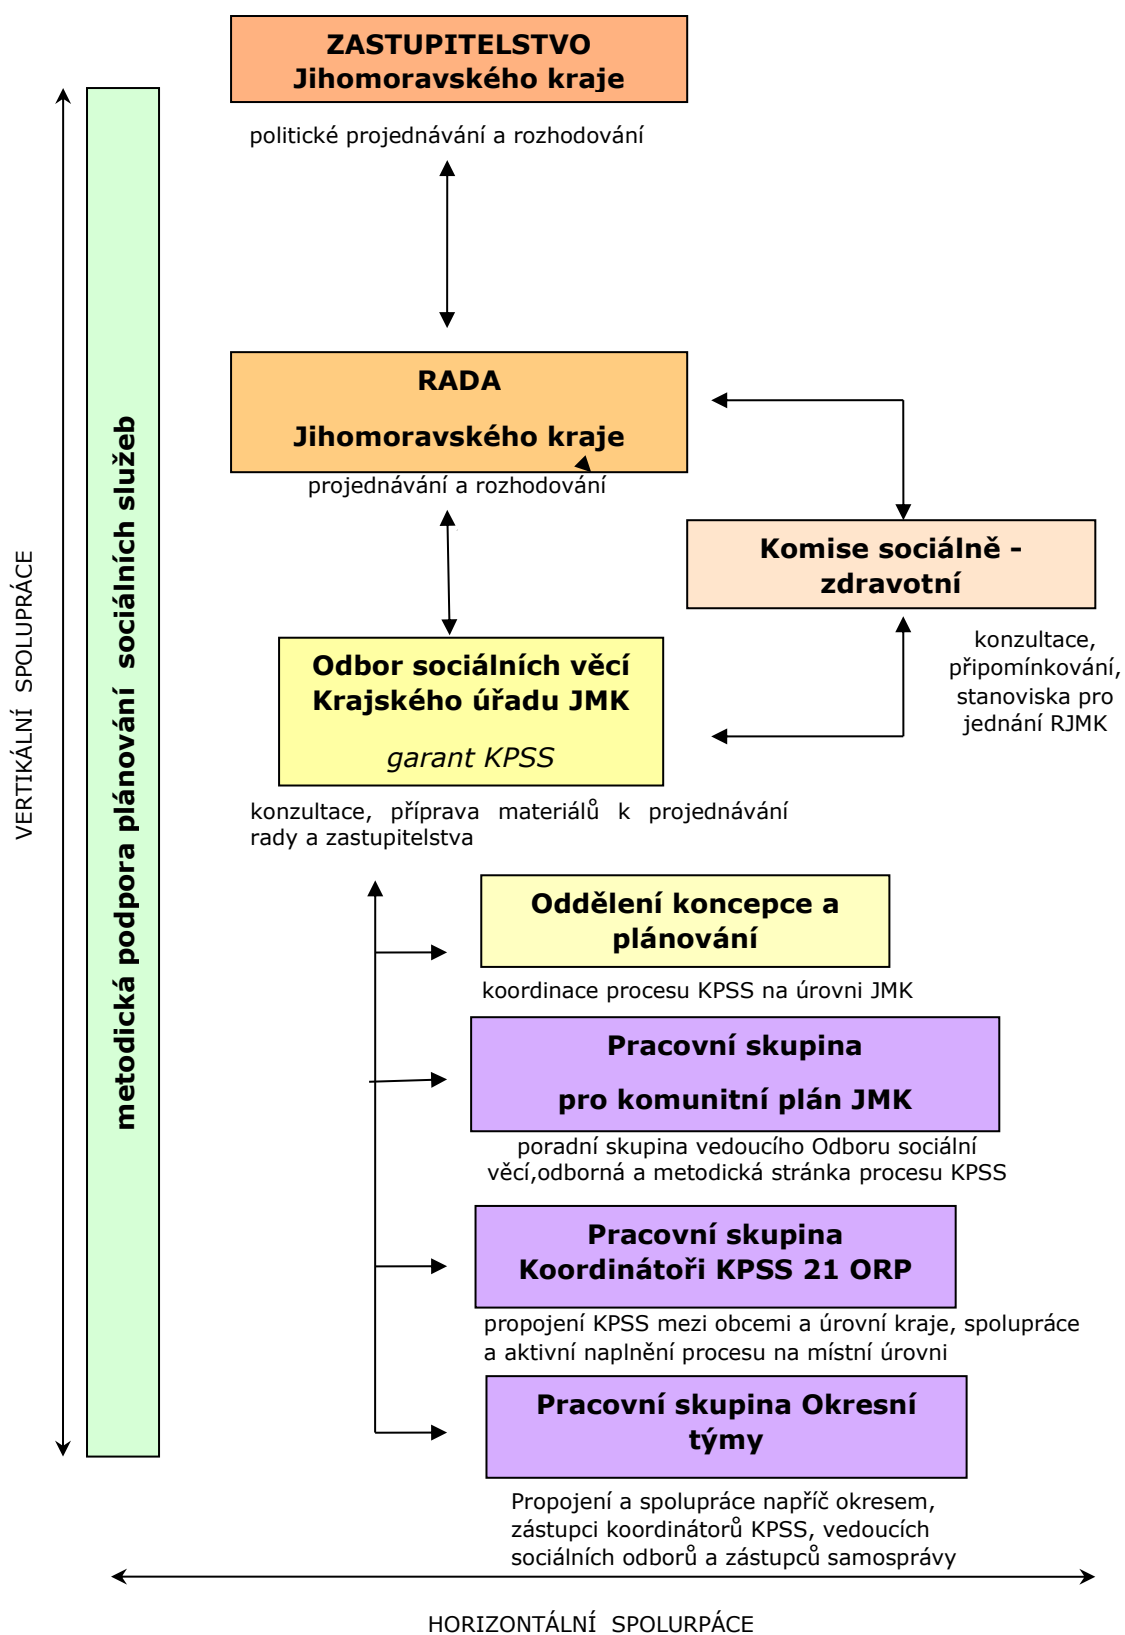 ZASTUPITELSTVO
Jihomoravského kraje
politické projednávání a rozhodování
RADA
Jihomoravského kraje
projednávání a rozhodování
Komise sociálně -
zdravotní
konzultace,
připomínkování,
stanoviska pro
jednání RJMK
Odbor sociálních věcí
Krajského úřadu JMK
garant KPSS
konzultace, příprava materiálů k projednávání
rady a zastupitelstva
Oddělení koncepce a
plánování
koordinace procesu KPSS na úrovni JMK
Pracovní skupina
pro komunitní plán JMK
poradní skupina vedoucího Odboru sociální
věcí,odborná a metodická stránka procesu KPSS
Pracovní skupina
Koordinátoři KPSS 21 ORP
propojení KPSS mezi obcemi a úrovní kraje, spolupráce
a aktivní naplnění procesu na místní úrovni
Pracovní skupina Okresní
týmy
Propojení a spolupráce napříč okresem,
zástupci koordinátorů KPSS, vedoucích
sociálních odborů a zástupců samosprávy
VERTIKÁLNÍ SPOLUPRÁCE
metodická podpora plánování sociálních služeb
HORIZONTÁLNÍ SPOLURPÁCE